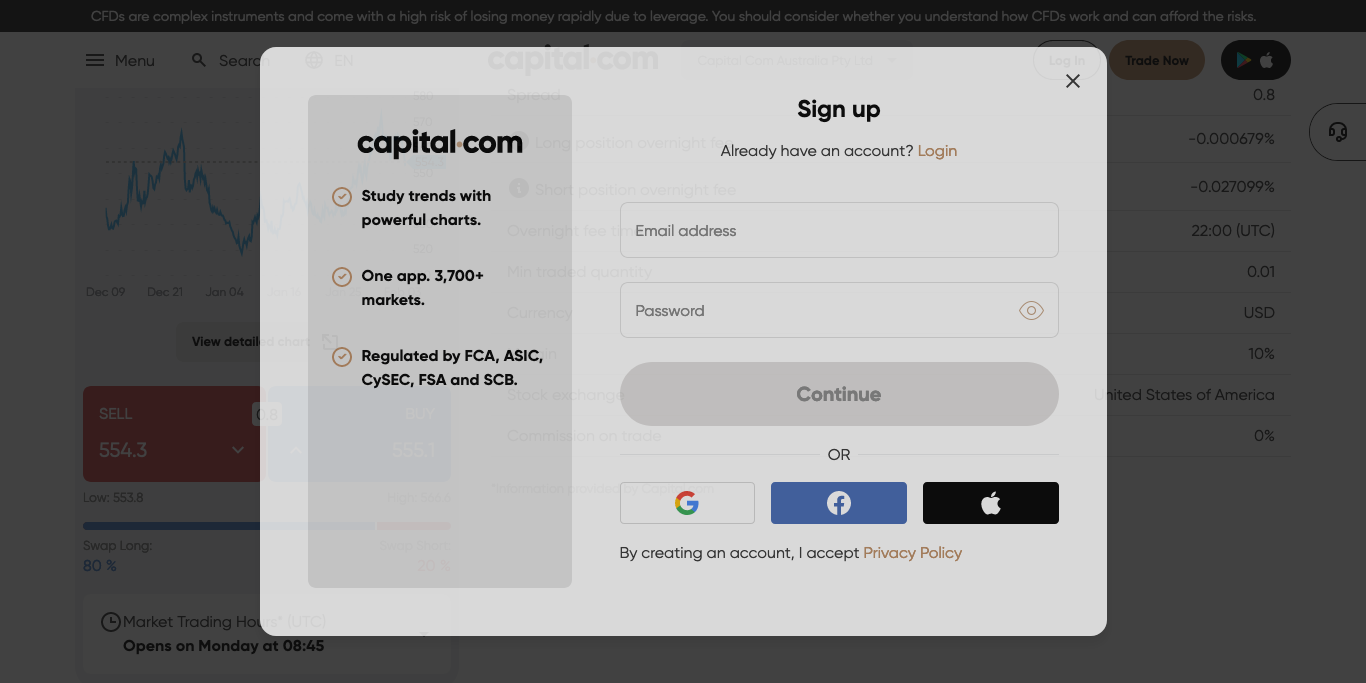 CFDs are complex instruments and come with a high risk of losing money rapidly due to leverage. You should consider whether you understand how CFDs work and can afford the risks.
Menu
Search
EN
capital.com
Capital Com Australia Pty Ltd
Log In
Trade Now
Dec 09
Dec 21
Jan 04
View detailed chart
SELL
554.3
0.8
BUY
555.1
Low: 553.8
Swap Long:
80 %
Swap Short:
20 %
Market Trading Hours* (UTC)
Opens on Monday at 08:45
Spread
0.8
Long position overnight fee
-0.000679%
Short position overnight fee
-0.027099%
Overnight fee time
22:00 (UTC)
Min traded quantity
0.01
Currency
USD
10%
Stock exchange
United States of America
Commission on trade
0%
*Information provided by Capital.com
capital.com
Study trends with
powerful charts.
One app. 3,700+
markets.
Regulated by FCA, ASIC,
CySEC, FSA and SCB.
Sign up
Already have an account? Login
Email address
Password
Continue
OR
By creating an account, I accept Privacy Policy